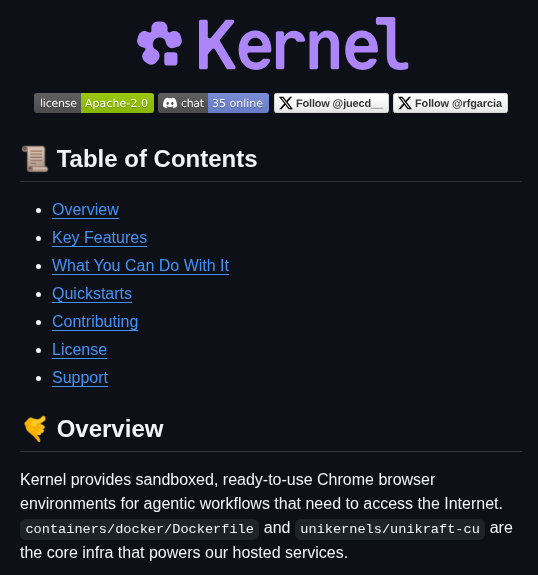 Kernel
license Apache-2.0 chat 35 online Follow @juecd__ Follow @rfgarcia
Table of Contents
Overview
Key Features
What You Can Do With It
Quickstarts
Contributing
License
Support
Overview
Kernel provides sandboxed, ready-to-use Chrome browser
environments for agentic workflows that need to access the Internet.
containers/docker/Dockerfile and unikernels/unikraft-cu are
the core infra that powers our hosted services.